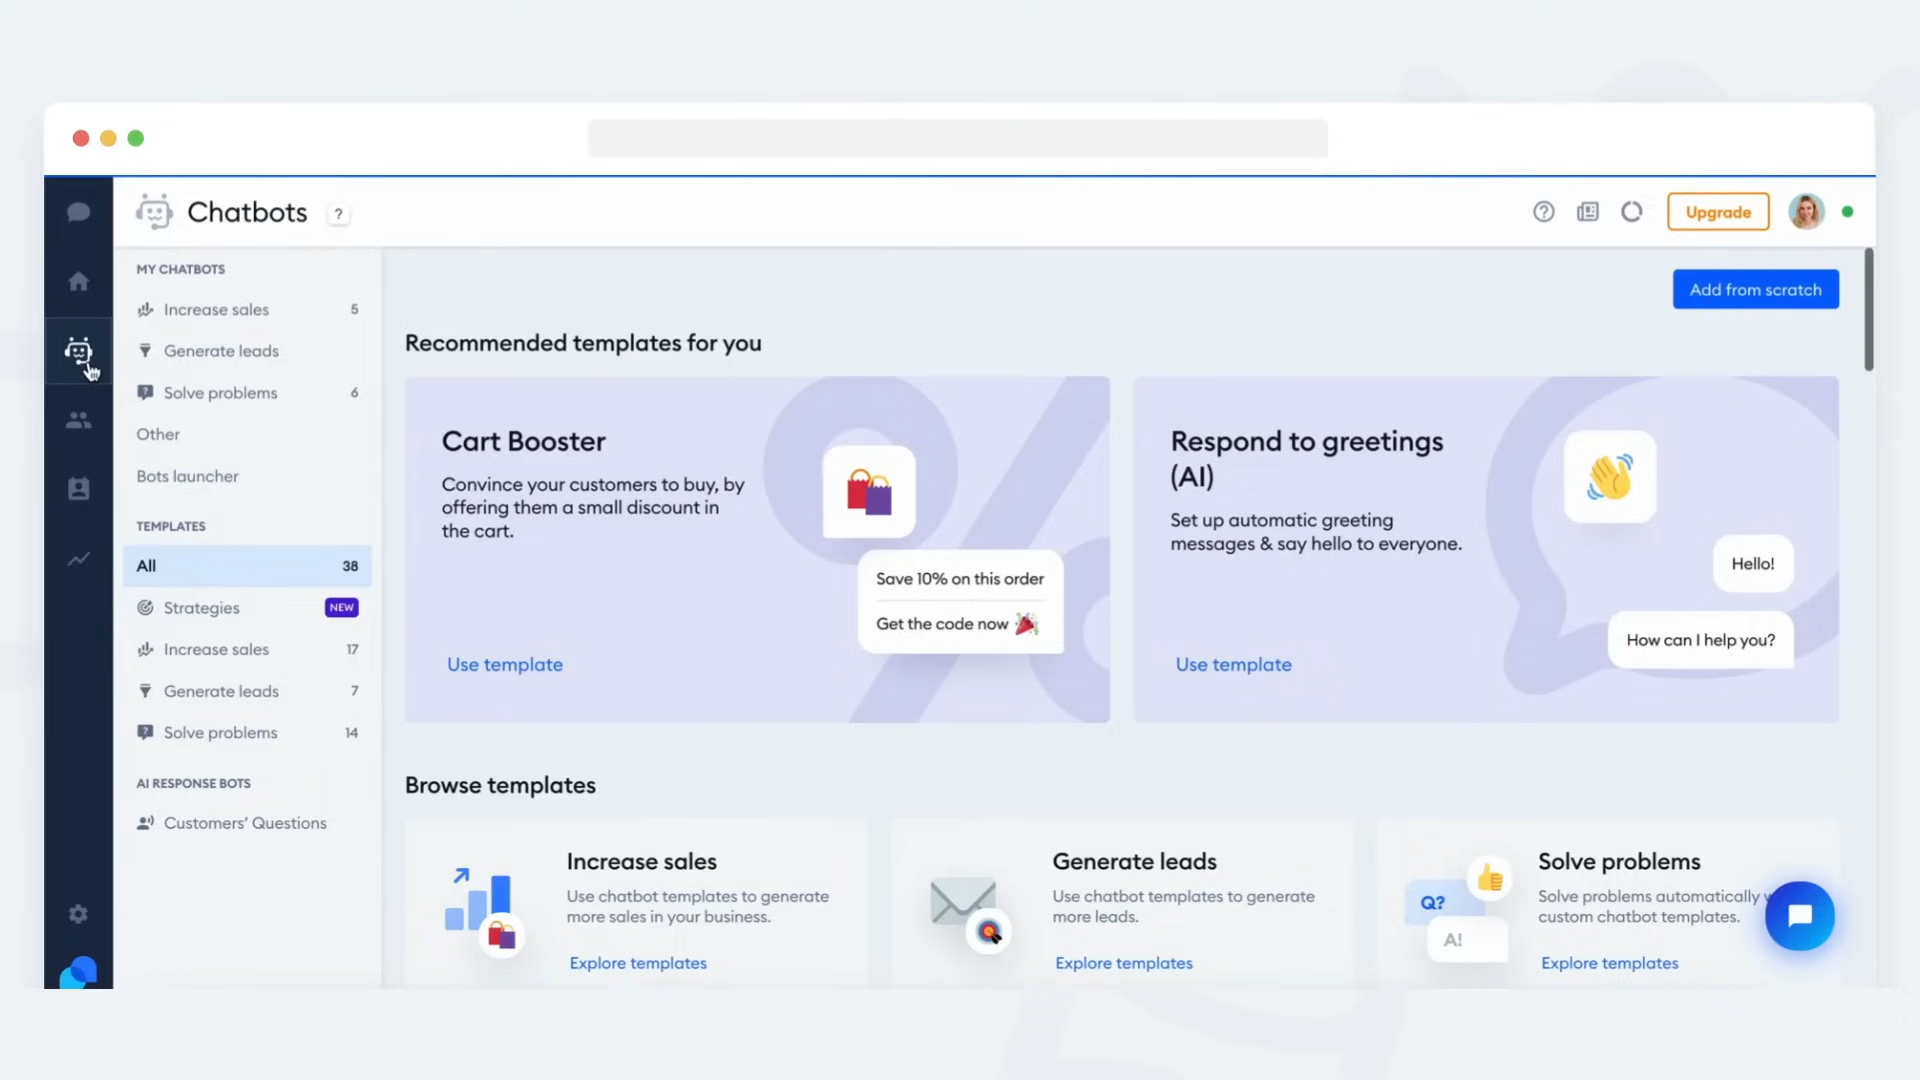 Chatbots
?
Upgrade
MY CHATBOTS
Increase sales 5
Generate leads
Solve problems 6
Other
Bots launcher
TEMPLATES
All 38
Strategies NEW
Increase sales 17
Generate leads 7
Solve problems 14
AI RESPONSE BOTS
Customers' Questions
Add from scratch
Recommended templates for you
Cart Booster
Convince your customers to buy, by
offering them a small discount in
the cart.
Save 10% on this order
Get the code now
Use template
Respond to greetings
(AI)
Set up automatic greeting
messages & say hello to everyone.
Hello!
How can I help you?
Use template
Browse templates
Increase sales
Use chatbot templates to generate
more sales in your business.
Explore templates
Generate leads
Use chatbot templates to generate
more leads.
Explore templates
Q?
A!
Solve problems
Solve problems automatically
custom chatbot templates.
Explore templates